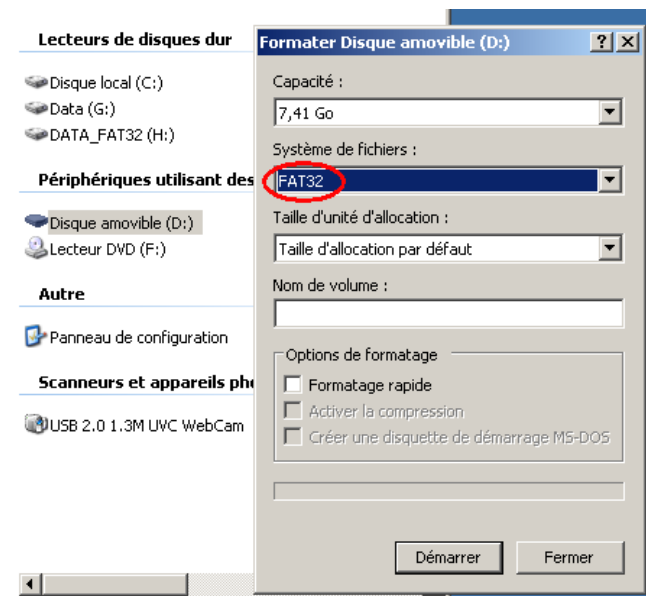 Lecteurs de disques dur
Disque local (C:)
Data (G:)
DATA_FAT32 (H:)
Périphériques utilisant des
Disque amovible (D:)
Lecteur DVD (F:)
Autre
Panneau de configuration
Scanneurs et appareils pho
USB 2.0 1.3M UVC WebCam
Formater Disque amovible (D:)
Capacité :
7,41 Go
Système de fichiers :
FAT32
Taille d'unité d'allocation :
Taille d'allocation par défaut
Nom de volume :
Options de formatage
Formatage rapide
Activer la compression
Créer une disquette de démarrage MS-DOS
Démarrer
Fermer